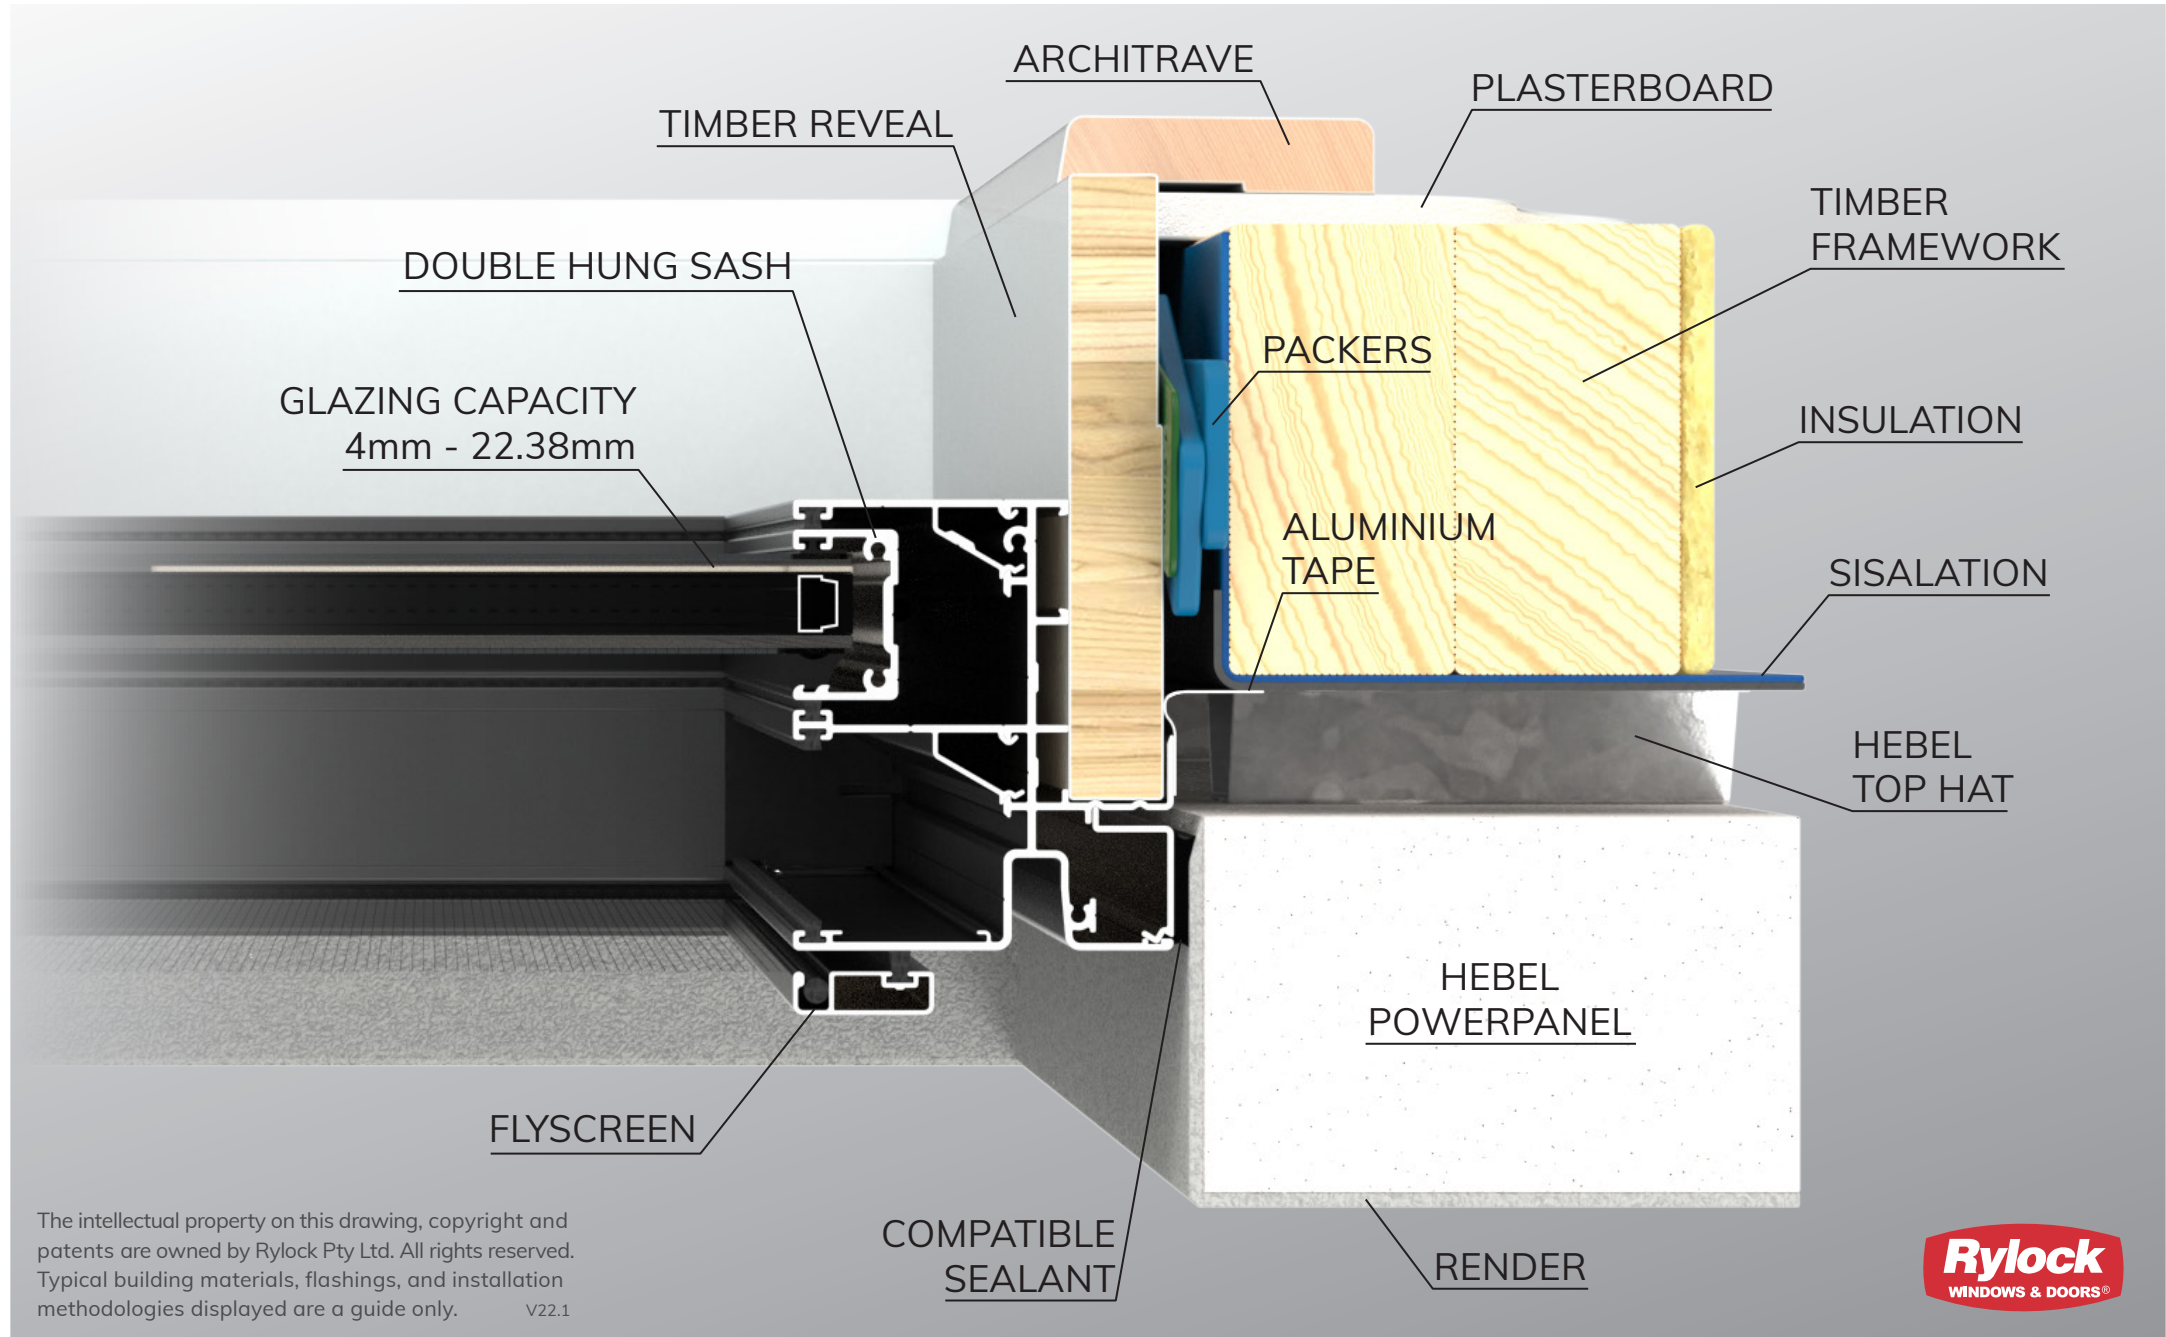 ARCHITRAVE
PLASTERBOARD
TIMBER REVEAL
TIMBER
FRAMEWORK
DOUBLE HUNG SASH
PACKERS
GLAZING CAPACITY
4mm - 22.38mm
INSULATION
ALUMINIUM
TAPE
SISALATION
HEBEL
TOP HAT
HEBEL
POWERPANEL
FLYSCREEN
COMPATIBLE
SEALANT
RENDER
The intellectual property on this drawing, copyright and
patents are owned by Rylock Pty Ltd. All rights reserved.
Typical building materials, flashings, and installation
methodologies displayed are a guide only. V22.1
Rylock
WINDOWS & DOORS®